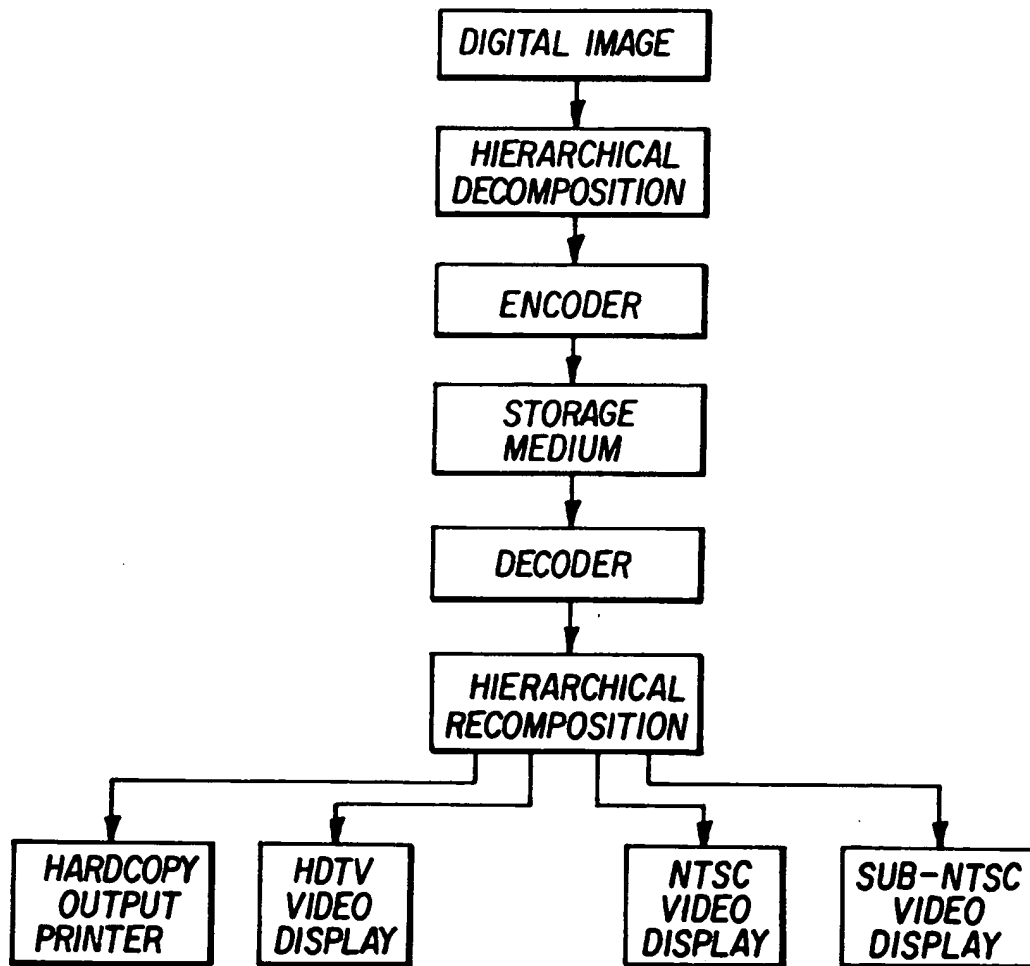 DIGITAL IMAGE
HIERARCHICAL
DECOMPOSITION
ENCODER
STORAGE
MEDIUM
DECODER
HIERARCHICAL
RECOMPOSITION
HARDCOPY
OUTPUT
PRINTER
HDTV
VIDEO
DISPLAY
NTSC
VIDEO
DISPLAY
SUB-NTSC
VIDEO
DISPLAY